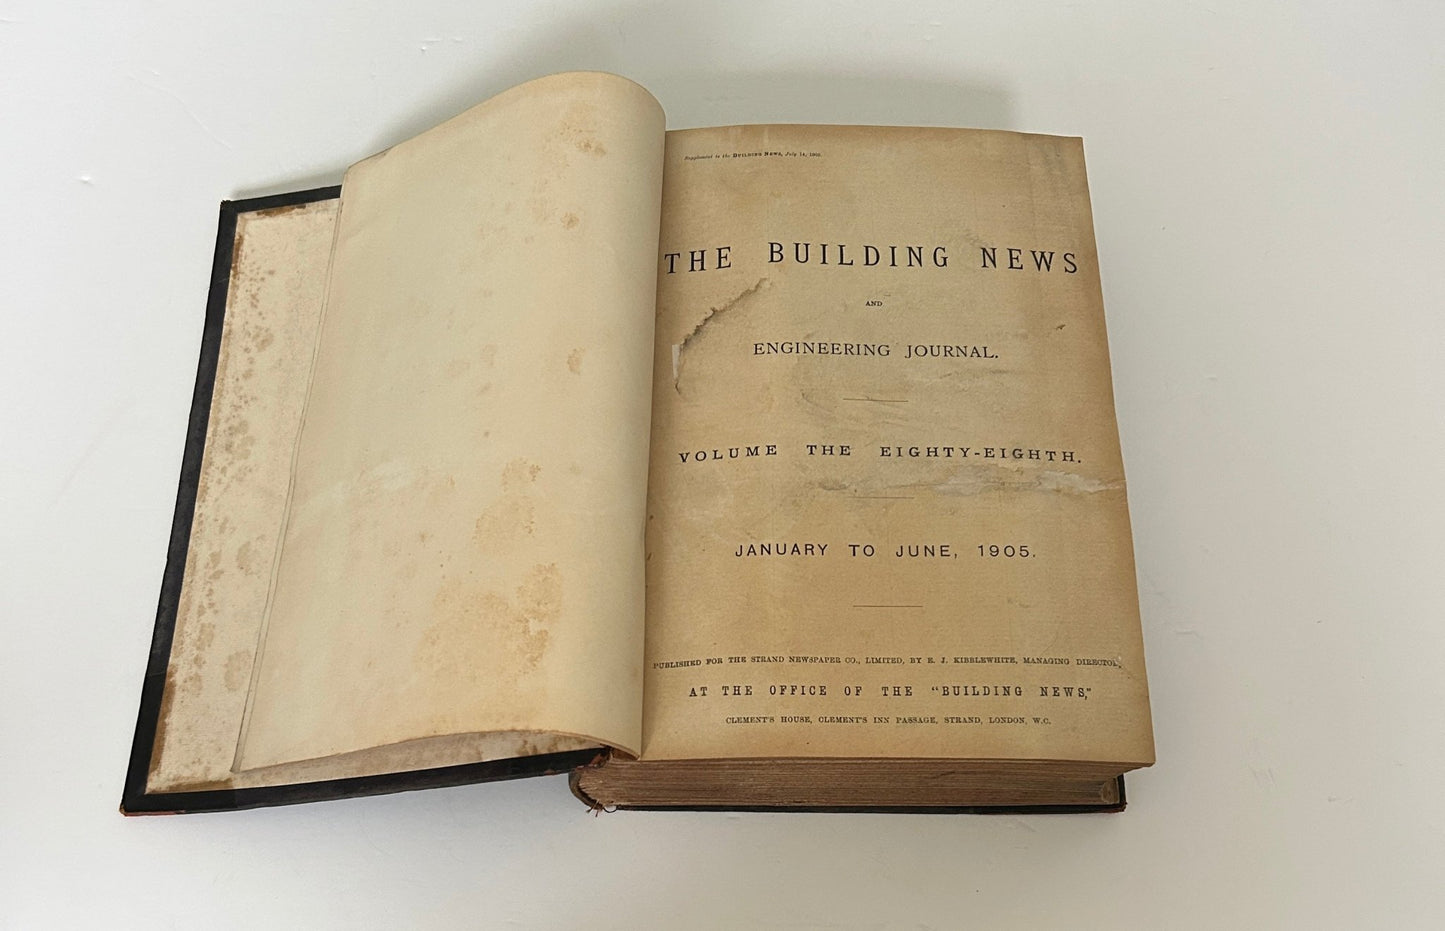 Supplement to the BUILDING NEWS, July 14, 1905.
THE BUILDING NEWS
AND
ENGINEERING JOURNAL.
VOLUME THE EIGHTY-EIGHTH.
JANUARY TO JUNE, 1905.
PUBLISHED FOR THE STRAND NEWSPAPER CO., LIMITED, BY E. J. KIBBLEWHITE, MANAGING DIRECTOR,
AT THE OFFICE OF THE "BUILDING NEWS,"
CLEMENT'S HOUSE, CLEMENT'S INN PASSAGE, STRAND, LONDON, W.C.